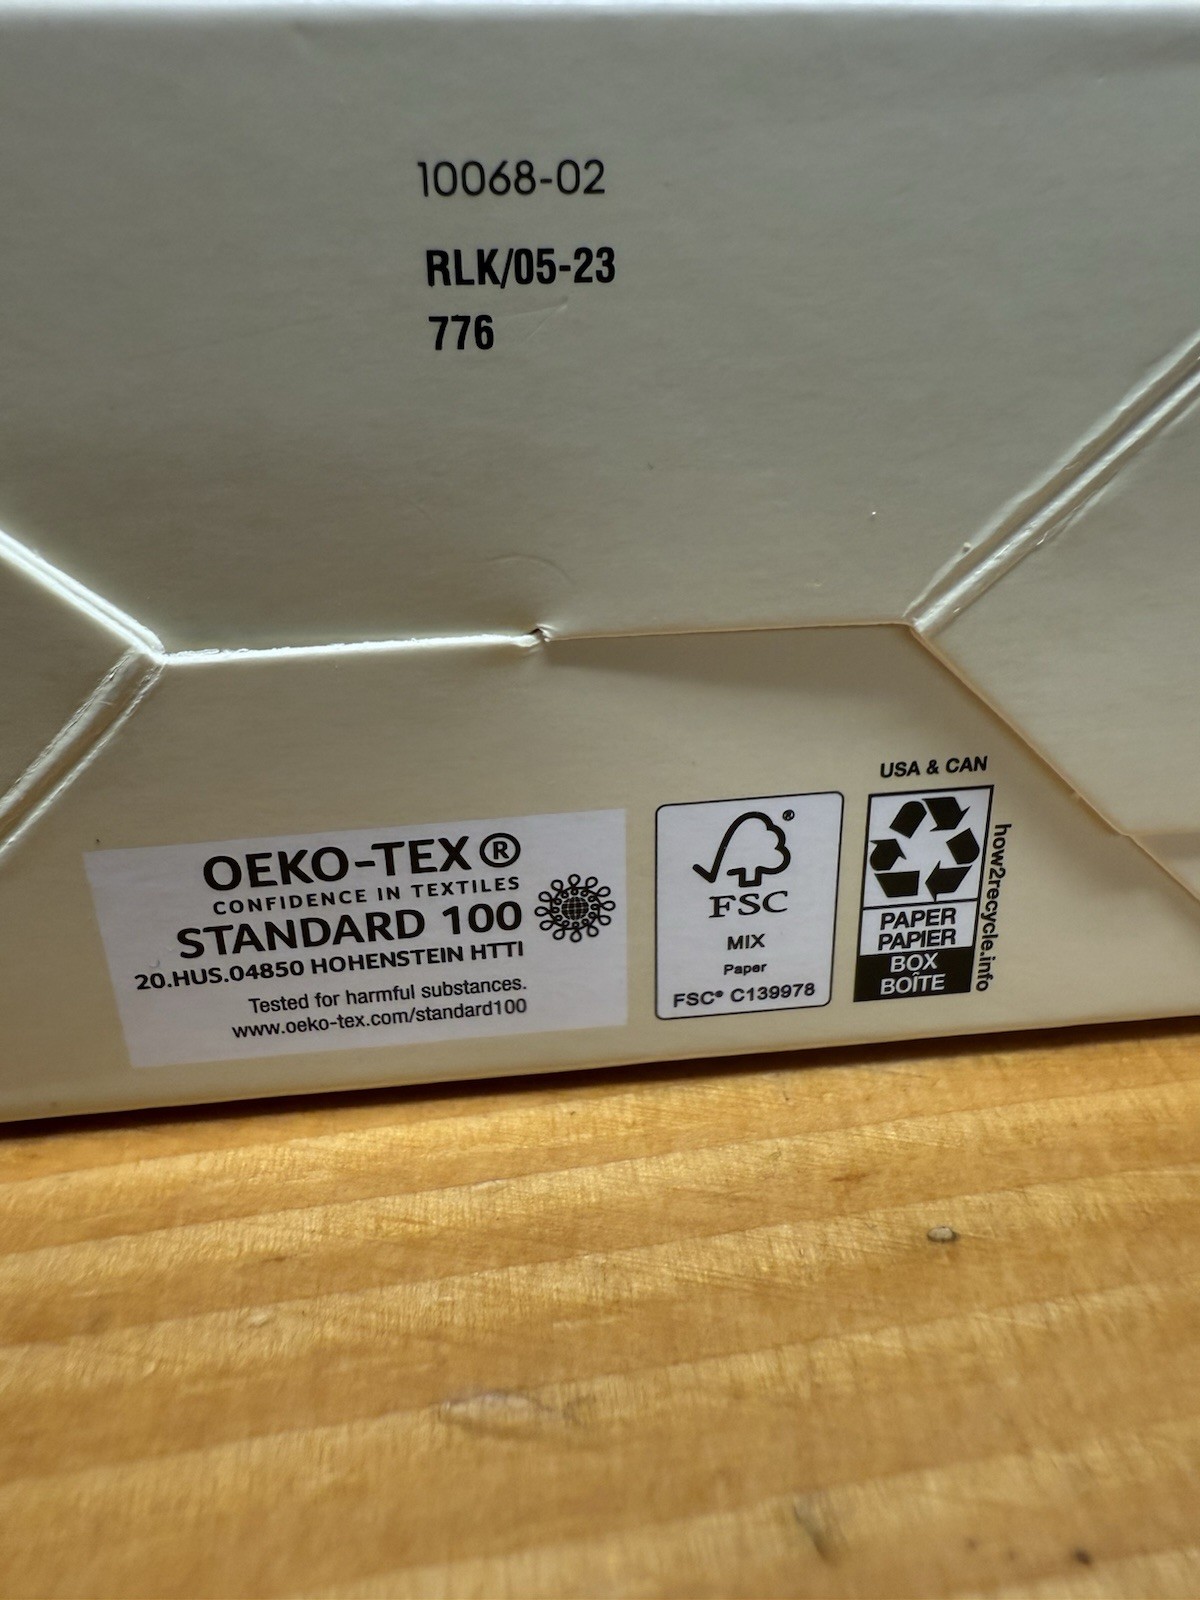 10068-02
RLK/05-23
776
OEKO-TEX®
CONFIDENCE IN TEXTILES
STANDARD 100
20.HUS.04850 HOHENSTEIN HTTI
Tested for harmful substances.
www.oeko-tex.com/standard100
®
FSC
MIX
Paper
FSC® C139978
USA & CAN
PAPER
PAPIER
BOX
BOÎTE
how2recycle.info